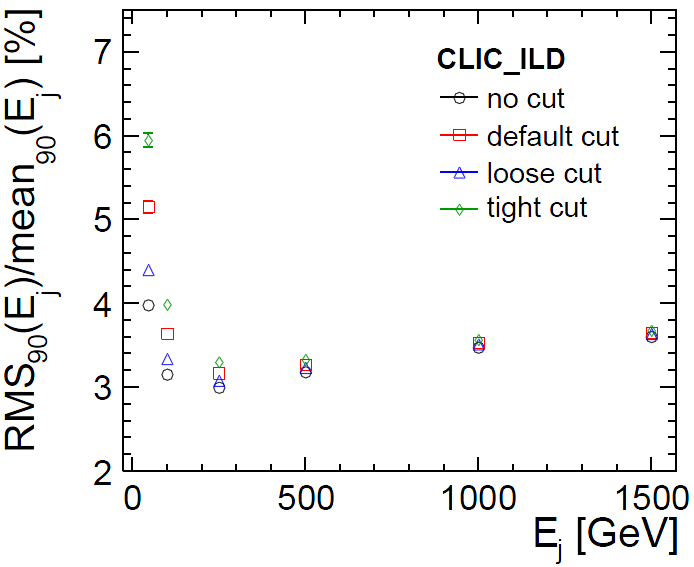 RMS90(Ej)/mean90(Ej) [%]
7
6
5
4
3
2
CLIC_ILD
no cut
default cut
loose cut
tight cut
0 500 1000 1500
Ej [GeV]